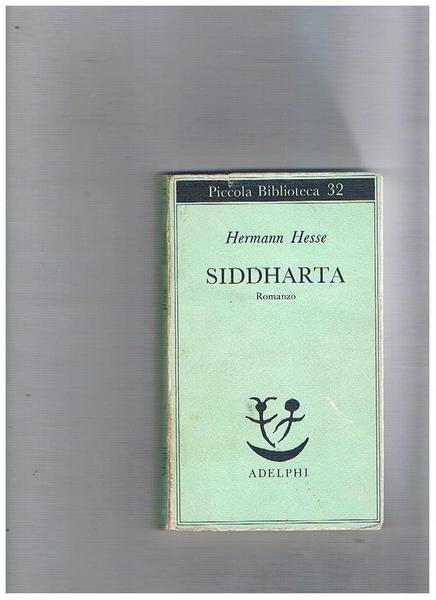 Piccola Biblioteca 32
Hermann Hesse
SIDDHARTA
Romanzo
ADELPHI